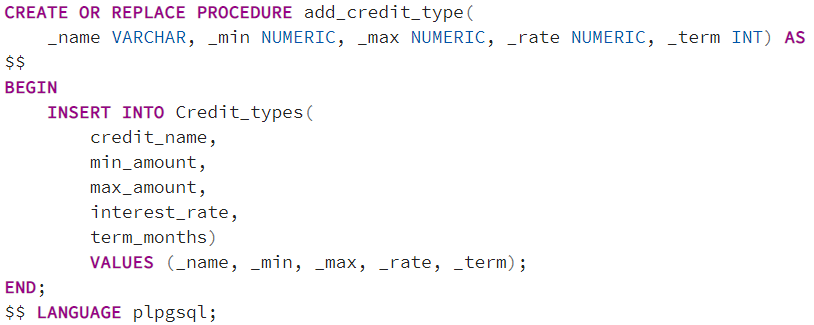 CREATE OR REPLACE PROCEDURE add_credit_type(
    _name VARCHAR, _min NUMERIC, _max NUMERIC, _rate NUMERIC, _term INT) AS
$$
BEGIN
    INSERT INTO Credit_types(
        credit_name,
        min_amount,
        max_amount,
        interest_rate,
        term_months)
        VALUES (_name, _min, _max, _rate, _term);
END;
$$ LANGUAGE plpgsql;